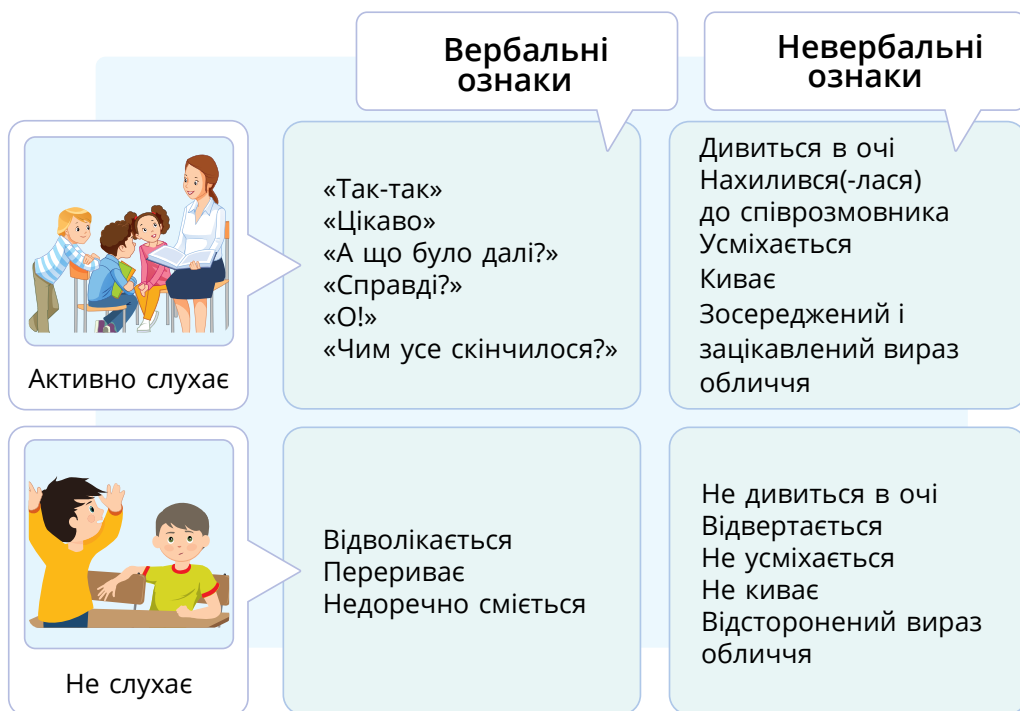 Вербальні
ознаки
Невербальні
ознаки
«Так-так»
«Цікаво»
«А що було далі?»
«Справді?»
«О!»
«Чим усе скінчилося?»
Дивиться в очі
Нахилився(-лася)
до співрозмовника
Усміхається
Киває
Зосереджений і
зацікавлений вираз
обличчя
Активно слухає
Відволікається
Перериває
Недоречно сміється
Не дивиться в очі
Відвертається
Не усміхається
Не киває
Відсторонений вираз
обличчя
Не слухає